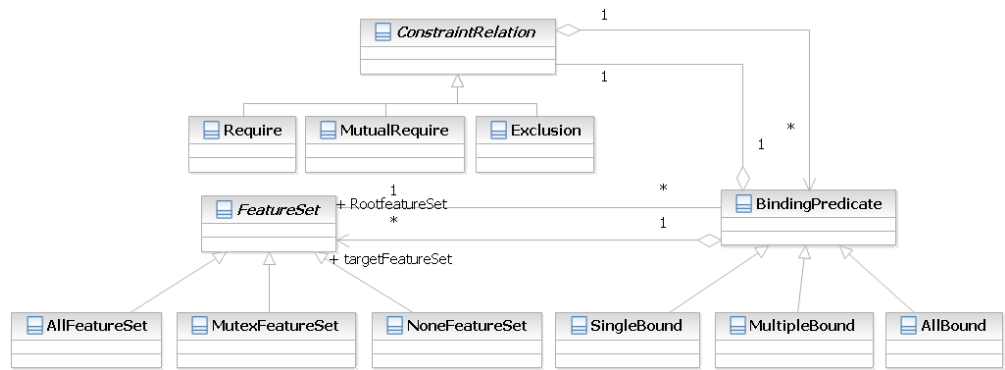 1
ConstraintRelation
1
*
Require
MutualRequire
Exclusion
1
1
*
FeatureSet
+ RootfeatureSet
BindingPredicate
*
1
+ targetFeatureSet
AllFeatureSet
MutexFeatureSet
NoneFeatureSet
SingleBound
MultipleBound
AllBound